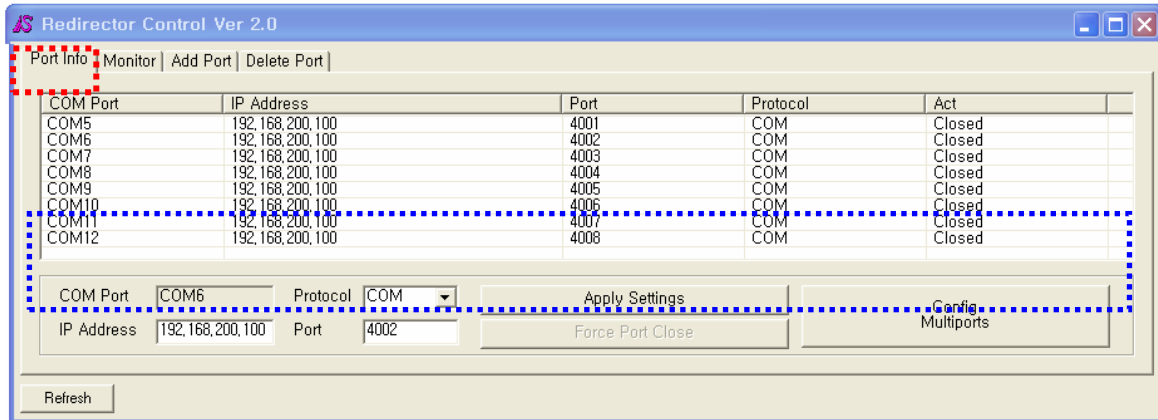 Redirector Control Ver 2.0
Port Info Monitor Add Port Delete Port
COM Port IP Address Port Protocol Act
COM5 192,168,200,100 4001 COM Closed
COM6 192,168,200,100 4002 COM Closed
COM7 192,168,200,100 4003 COM Closed
COM8 192,168,200,100 4004 COM Closed
COM9 192,168,200,100 4005 COM Closed
COM10 192,168,200,100 4006 COM Closed
COM11 192,168,200,100 4007 COM Closed
COM12 192,168,200,100 4008 COM Closed
COM Port COM6 Protocol COM Apply Settings Config
Multiports
IP Address 192,168,200,100 Port 4002 Force Port Close
Refresh